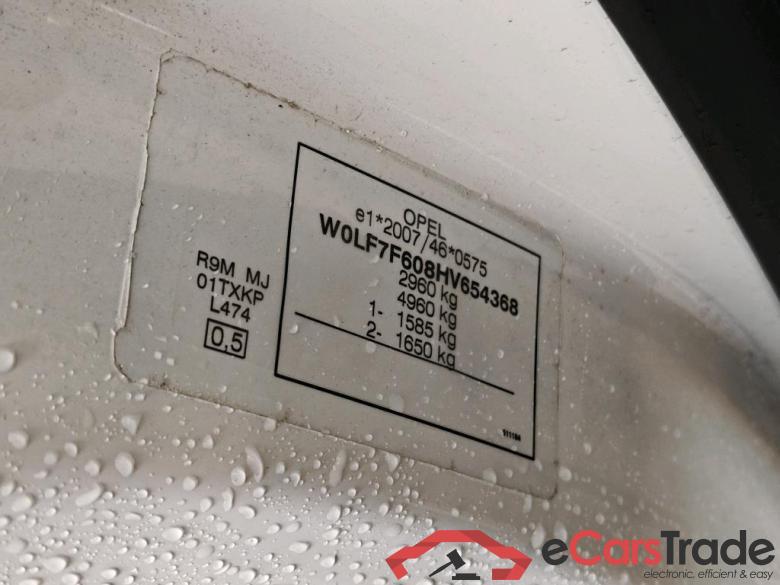 OPEL
e1*2007/46*0575
W0LF7F608HV654368
2960 kg
4960 kg
1- 1585 kg
2- 1650 kg
R9M MJ
01TXKP
L474
0,5
eCarsTrade
electronic, efficient & easy